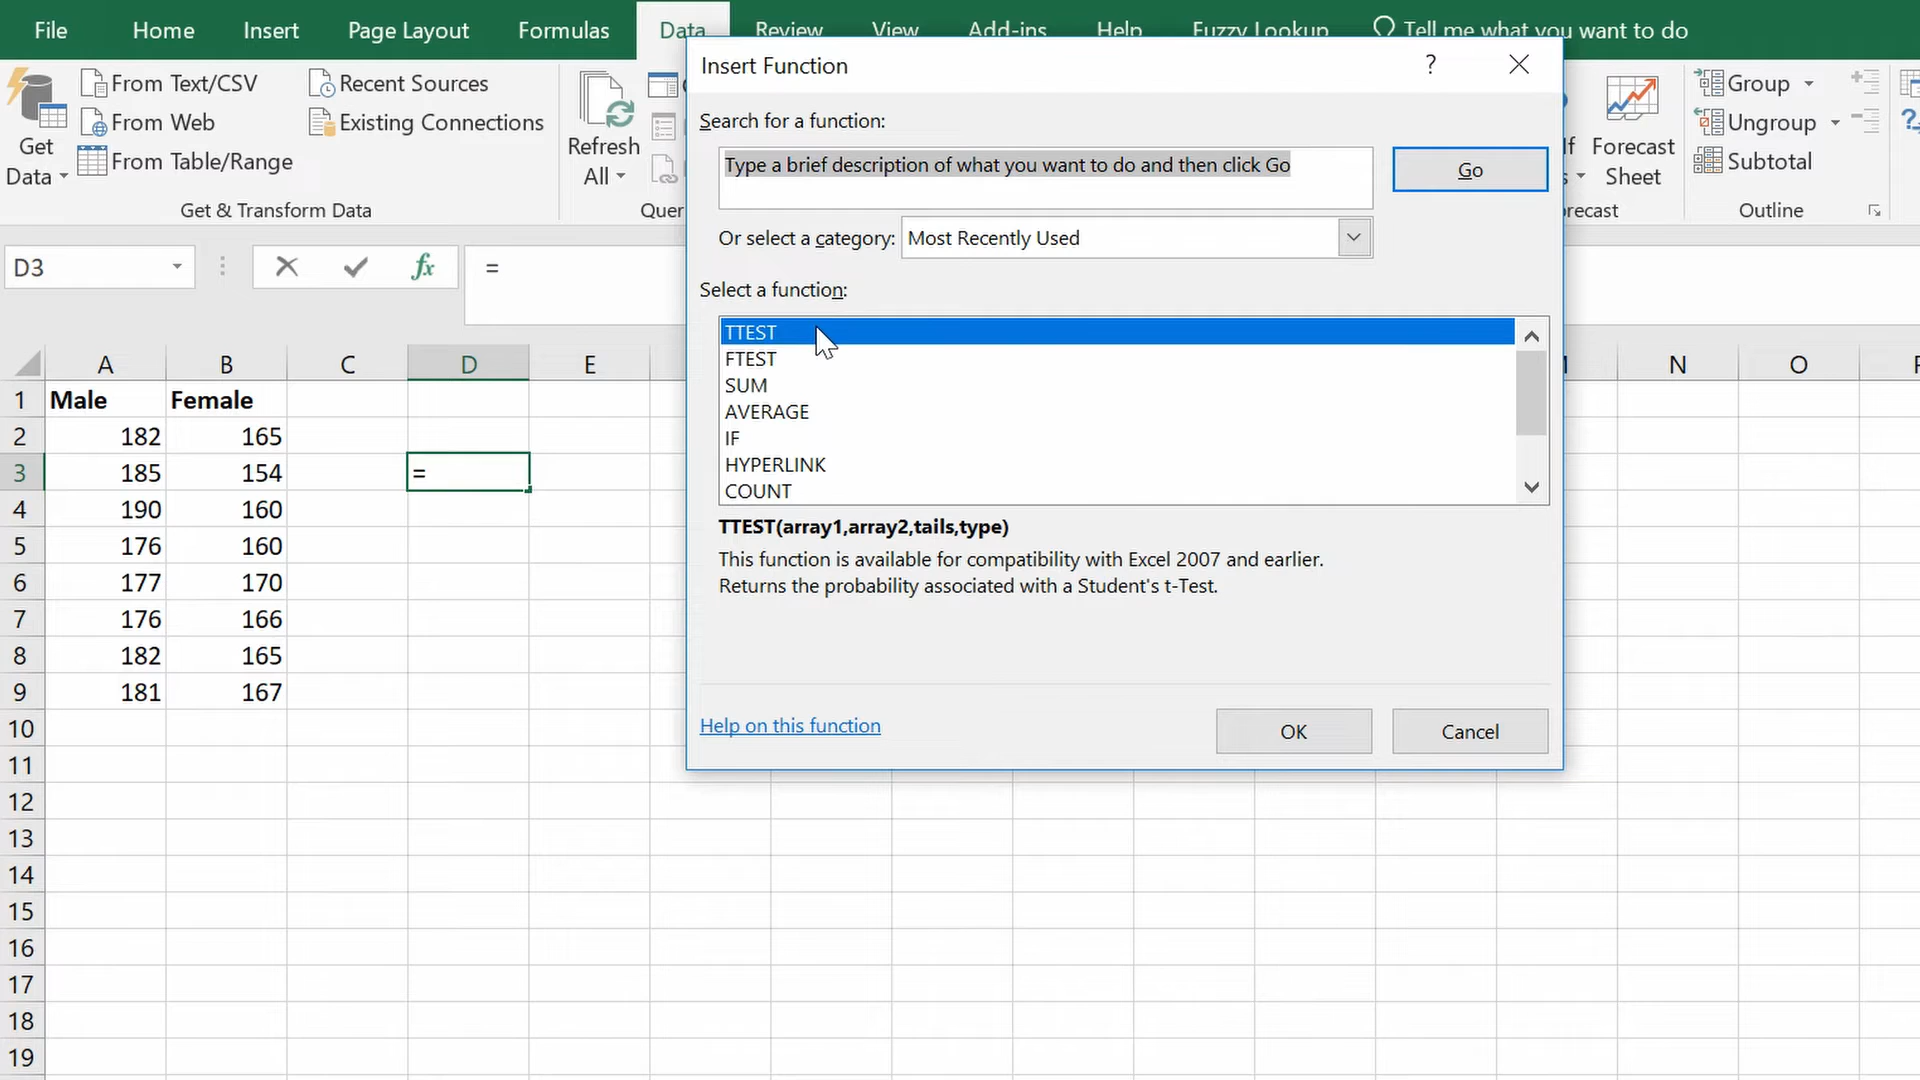 File Home Insert Page Layout Formulas Data Review View Add-ins Help Fuzzy Lookup Tell me what you want to do
Get Data
From Text/CSV
From Web
From Table/Range
Recent Sources
Existing Connections
Get & Transform Data
Refresh All
Forecast Sheet
Group
Ungroup
Subtotal
Outline
D3
fx
=
Insert Function
?
Search for a function:
Type a brief description of what you want to do and then click Go
Go
Or select a category: Most Recently Used
Select a function:
TTEST
FTEST
SUM
AVERAGE
IF
HYPERLINK
COUNT
TTEST(array1,array2,tails,type)
This function is available for compatibility with Excel 2007 and earlier.
Returns the probability associated with a Student's t-Test.
Help on this function
OK
Cancel
A B C D E N O
1 Male Female
2 182 165
3 185 154 =
4 190 160
5 176 160
6 177 170
7 176 166
8 182 165
9 181 167
10
11
12
13
14
15
16
17
18
19